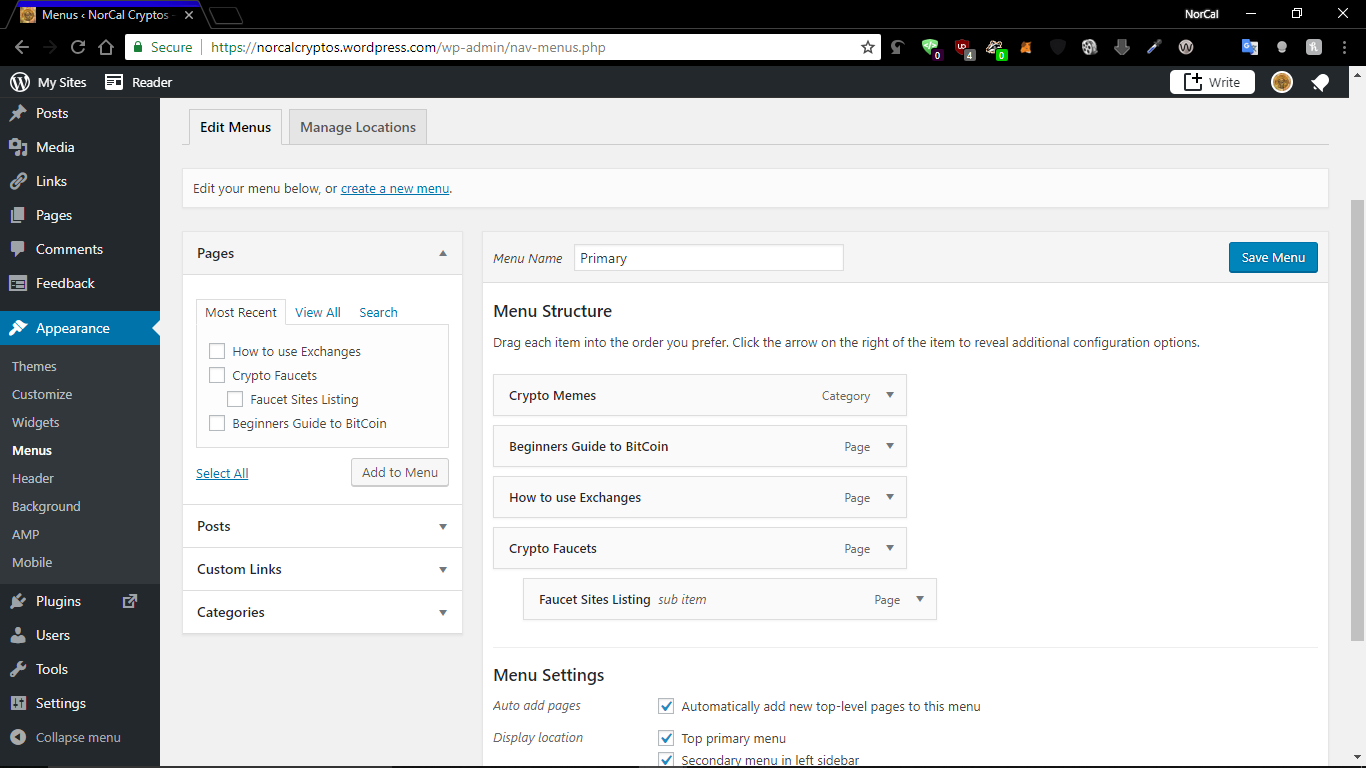 Menus ‹ NorCal Cryptos -
NorCal
Secure
https://norcalcryptos.wordpress.com/wp-admin/nav-menus.php
0
4
0
My Sites
Reader
Write
Posts
Media
Links
Pages
Comments
Feedback
Appearance
Themes
Customize
Widgets
Menus
Header
Background
AMP
Mobile
Plugins
Users
Tools
Settings
Collapse menu
Edit Menus
Manage Locations
Edit your menu below, or create a new menu.
Pages
Most Recent View All Search
How to use Exchanges
Crypto Faucets
Faucet Sites Listing
Beginners Guide to BitCoin
Select All
Add to Menu
Posts
Custom Links
Categories
Menu Name Primary
Save Menu
Menu Structure
Drag each item into the order you prefer. Click the arrow on the right of the item to reveal additional configuration options.
Crypto Memes Category
Beginners Guide to BitCoin Page
How to use Exchanges Page
Crypto Faucets Page
Faucet Sites Listing sub item Page
Menu Settings
Auto add pages Automatically add new top-level pages to this menu
Display location Top primary menu
Secondary menu in left sidebar